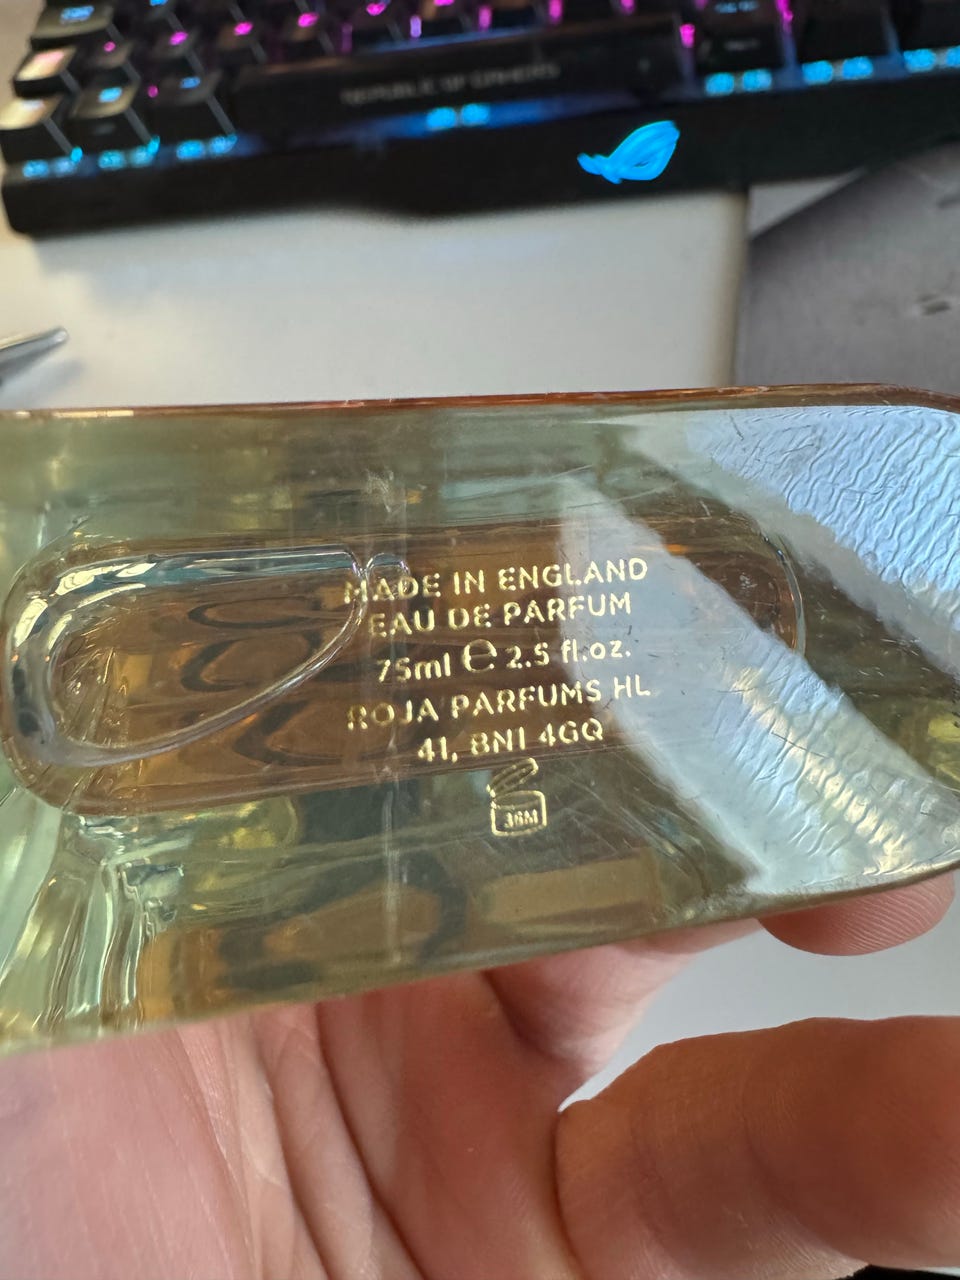 REPUBLIC OF GAMERS
MADE IN ENGLAND
EAU DE PARFUM
75ml ℮ 2.5 fl.oz.
ROJA PARFUMS HL
41, BN1 4GQ
36M